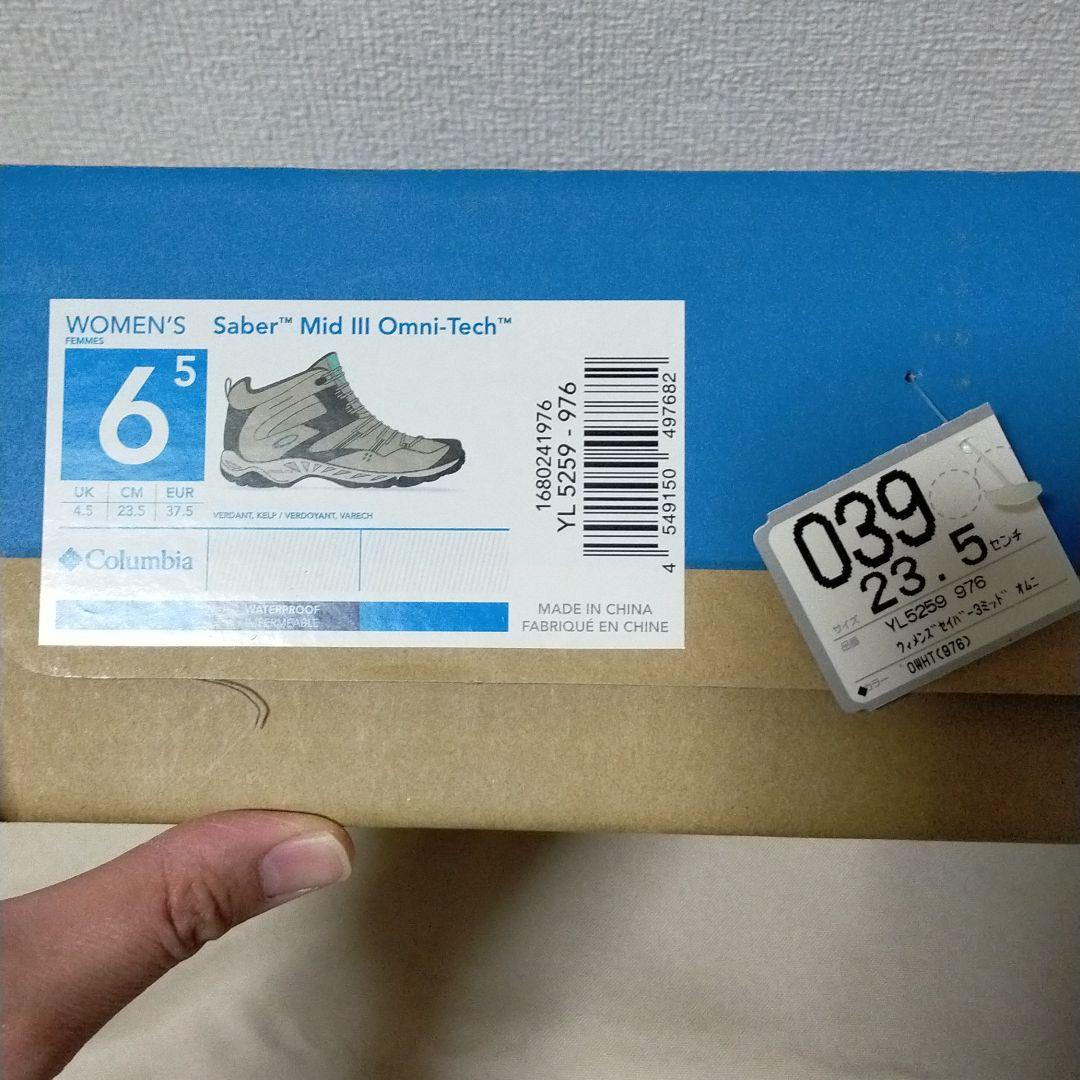 WOMEN'S
FEMMES
Saber™ Mid III Omni-Tech™
6 5
UK CM EUR
4.5 23.5 37.5
VERDANT, KELP / VERDOYANT, VARECH
Columbia
WATERPROOF
IMPERMÉABLE
1680241976
YL 5259 - 976
4 549150 497682
MADE IN CHINA
FABRIQUÉ EN CHINE
039
サイズ 23.5センチ
品番 YL5259 976
ウィメンズセイバー3ミッド オムニ
◆カラー OWHT(976)